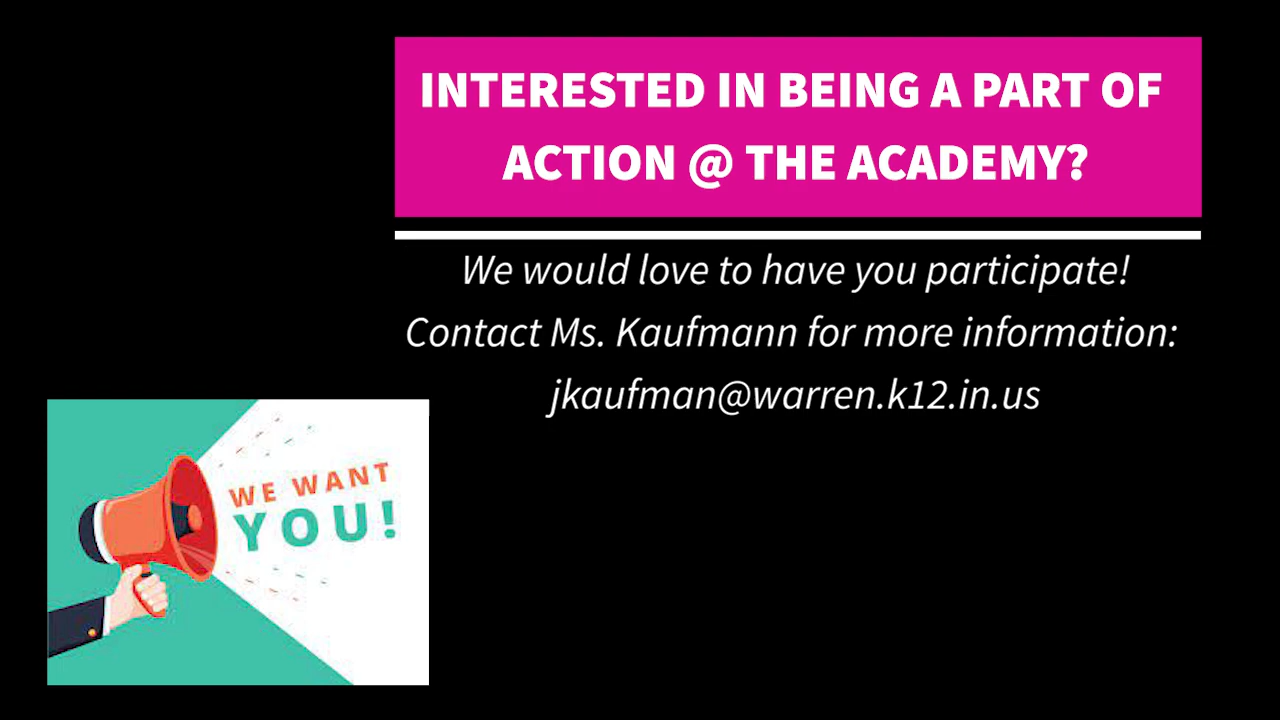 INTERESTED IN BEING A PART OF
ACTION @ THE ACADEMY?
We would love to have you participate!
Contact Ms. Kaufmann for more information:
jkaufman@warren.k12.in.us
WE WANT
YOU!